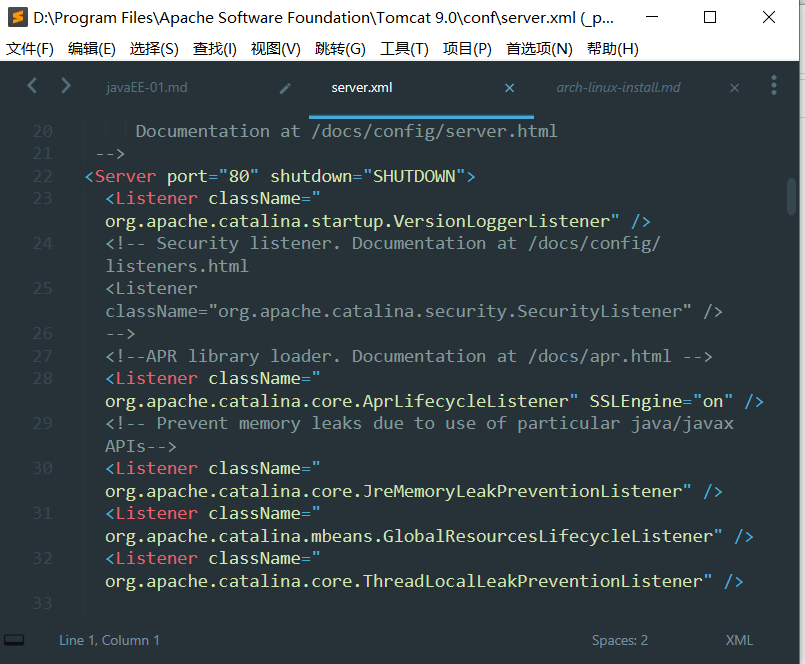 D:\Program Files\Apache Software Foundation\Tomcat 9.0\conf\server.xml (_p...
文件(F) 编辑(E) 选择(S) 查找(I) 视图(V) 跳转(G) 工具(T) 项目(P) 首选项(N) 帮助(H)
javaEE-01.md server.xml arch-linux-install.md
20 Documentation at /docs/config/server.html
21 -->
22 <Server port="80" shutdown="SHUTDOWN">
23 <Listener className="
org.apache.catalina.startup.VersionLoggerListener" />
24 <!-- Security listener. Documentation at /docs/config/
listeners.html
25 <Listener
className="org.apache.catalina.security.SecurityListener" />
26 -->
27 <!--APR library loader. Documentation at /docs/apr.html -->
28 <Listener className="
org.apache.catalina.core.AprLifecycleListener" SSLEngine="on" />
29 <!-- Prevent memory leaks due to use of particular java/javax
APIs-->
30 <Listener className="
org.apache.catalina.core.JreMemoryLeakPreventionListener" />
31 <Listener className="
org.apache.catalina.mbeans.GlobalResourcesLifecycleListener" />
32 <Listener className="
org.apache.catalina.core.ThreadLocalLeakPreventionListener" />
33
Line 1, Column 1 Spaces: 2 XML